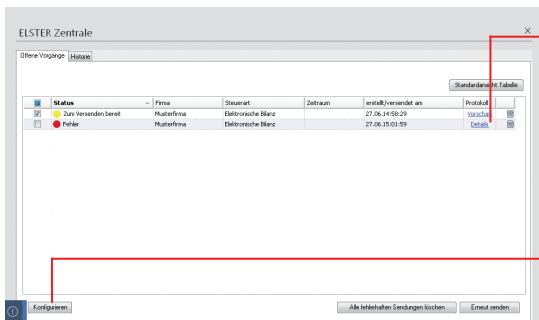 ELSTER Zentrale
Offene Vorgänge Historie
Standardansicht Tabelle
Status Firma Steuerart Zeitraum erstellt/versendet am Protokoll
Zum Versenden bereit Musterfirma Elektronische Bilanz 27.06.14:58:29 Vorschau
Fehler Musterfirma Elektronische Bilanz 27.06.15:01:59 Details
Konfigurieren Alle fehlerhaften Sendungen löschen Erneut senden